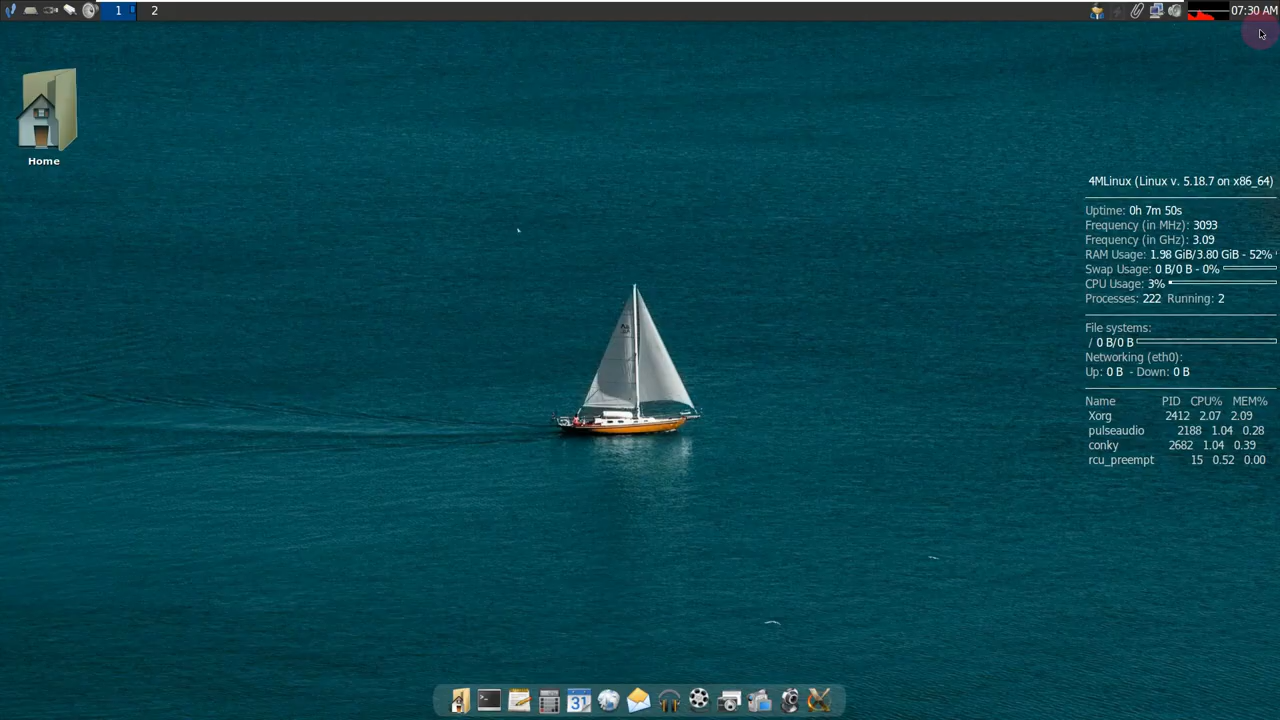 1 2 07:30 AM
Home
4MLinux (Linux v. 5.18.7 on x86_64)
Uptime: 0h 7m 50s
Frequency (in MHz): 3093
Frequency (in GHz): 3.09
RAM Usage: 1.98 GiB/3.80 GiB - 52%
Swap Usage: 0 B/0 B - 0%
CPU Usage: 3%
Processes: 222 Running: 2
File systems:
/ 0 B/0 B
Networking (eth0):
Up: 0 B - Down: 0 B
Name PID CPU% MEM%
Xorg 2412 2.07 2.09
pulseaudio 2188 1.04 0.28
conky 2682 1.04 0.39
rcu_preempt 15 0.52 0.00
31